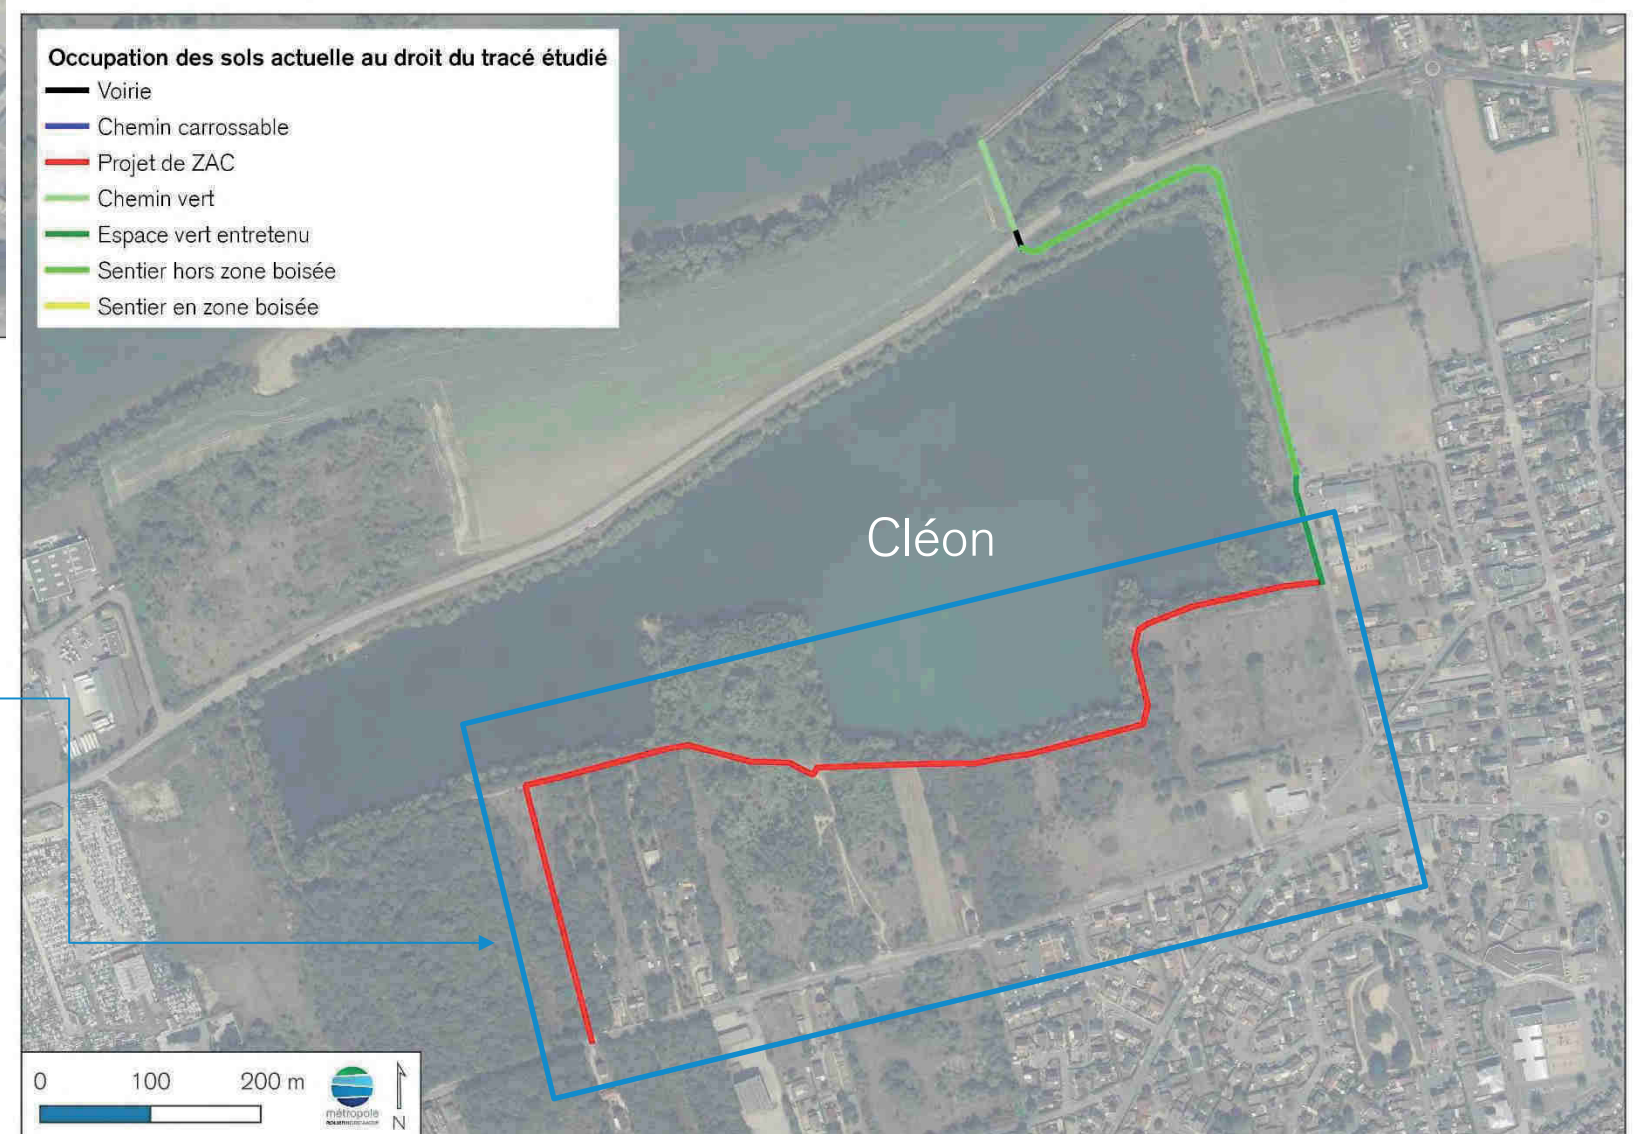 Occupation des sols actuelle au droit du tracé étudié
Voirie
Chemin carrossable
Projet de ZAC
Chemin vert
Espace vert entretenu
Sentier hors zone boisée
Sentier en zone boisée
Cléon
0 100 200 m
métropole
N